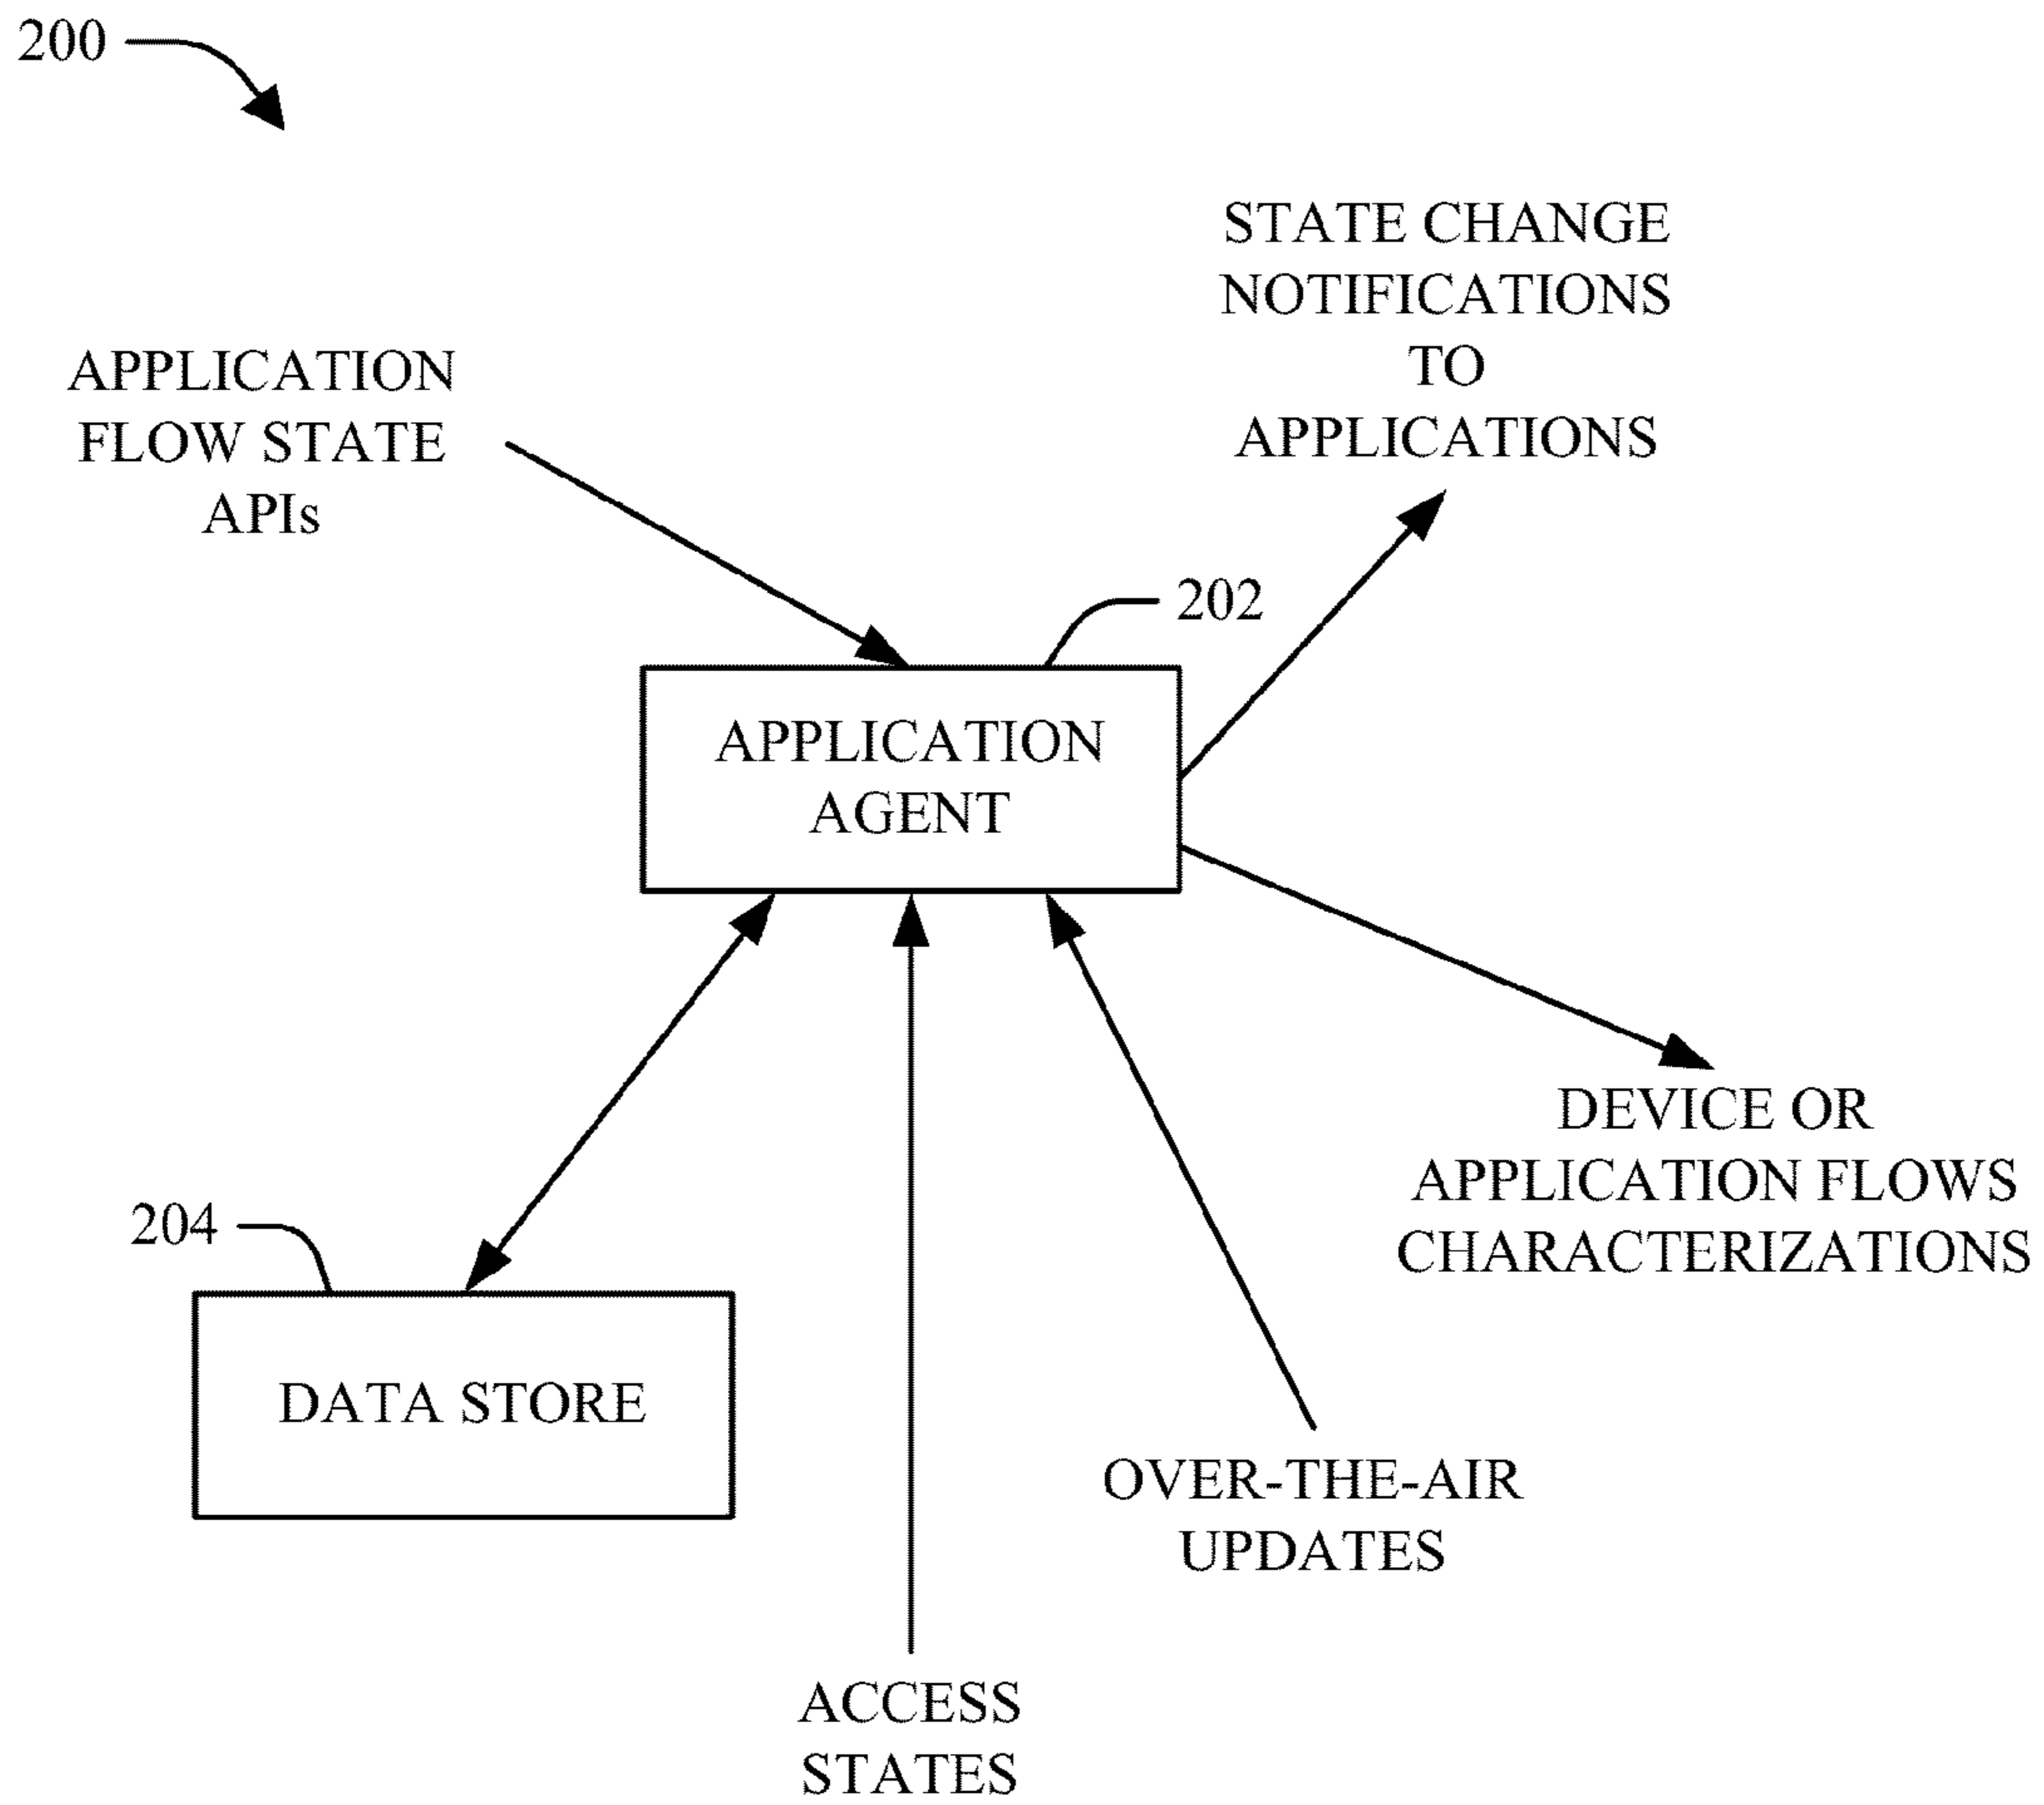 200
STATE CHANGE
NOTIFICATIONS
TO
APPLICATIONS
APPLICATION
FLOW STATE
APIs
202
APPLICATION
AGENT
DEVICE OR
APPLICATION FLOWS
CHARACTERIZATIONS
204
DATA STORE
OVER-THE-AIR
UPDATES
ACCESS
STATES